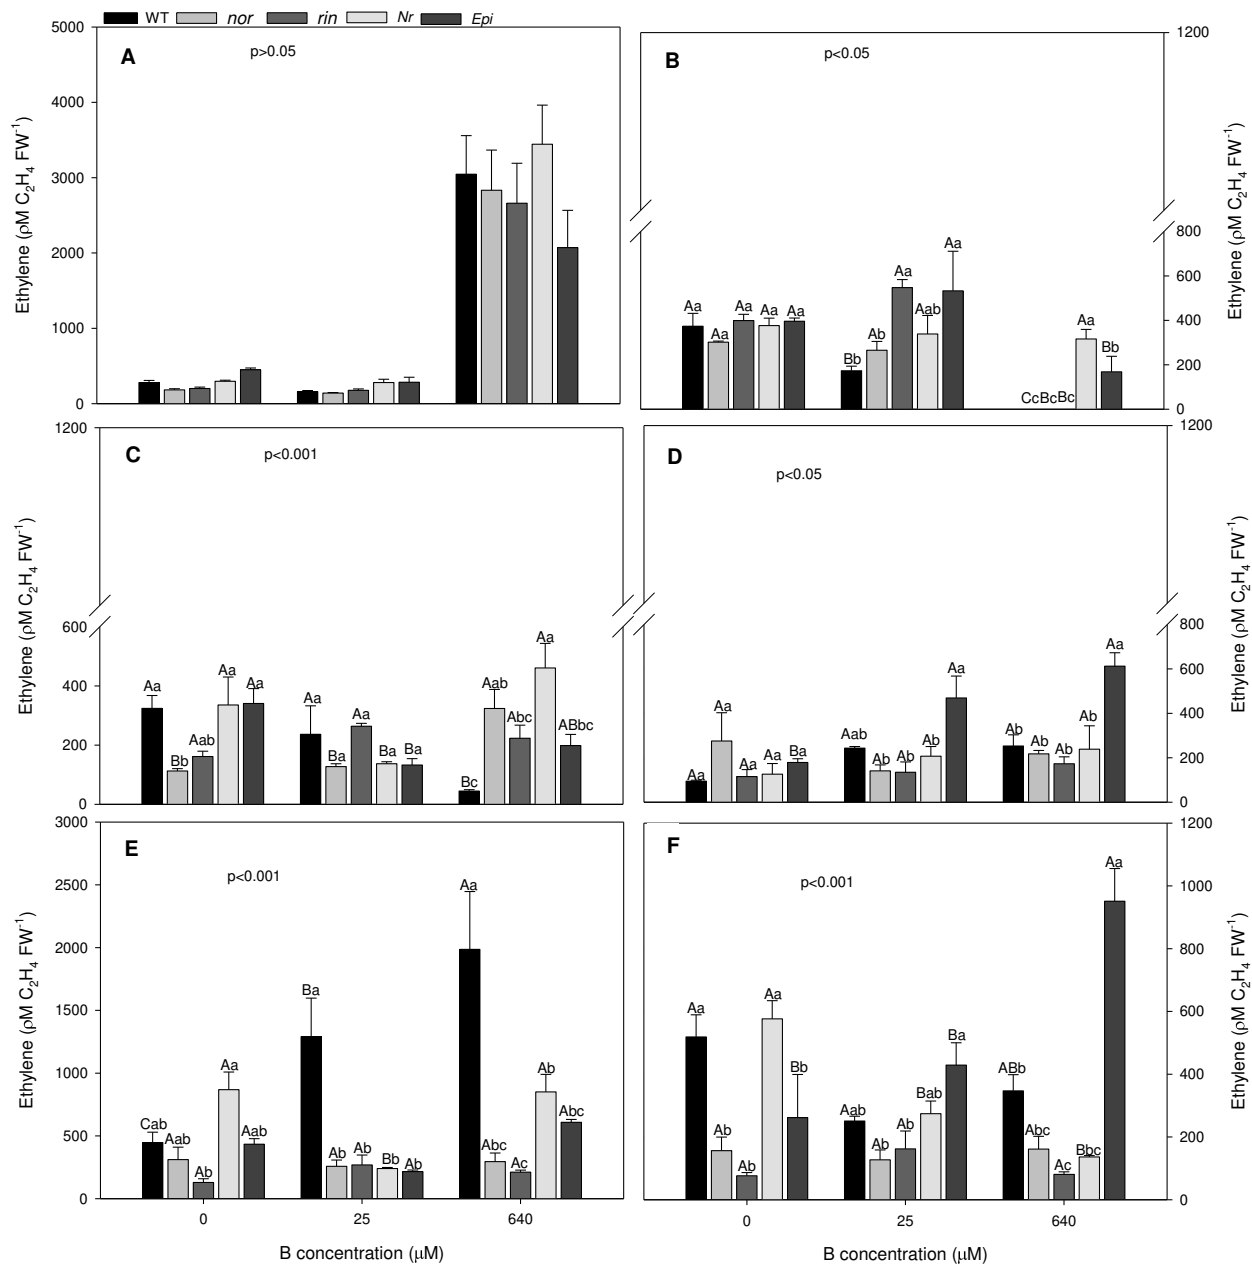 WT nor rin Nr Epi
A
p>0.05
5000
4000
3000
2000
1000
0
Ethylene (ρM C2H4 FW-1)
B
p<0.05
1200
800
600
400
200
0
Ethylene (ρM C2H4 FW-1)
Aa Aa Aa Aa Aa
Bb Ab Aa Aab Aa
Cc Bc Bc Aa Bb
C
p<0.001
1200
600
400
200
0
Ethylene (ρM C2H4 FW-1)
Aa Bb Aab Aa Aa
Aa Ba Aa Ba Ba
Bc Aab Abc Aa ABbc
D
p<0.05
1200
800
600
400
200
0
Ethylene (ρM C2H4 FW-1)
Aa Aa Aa Aa Ba
Aab Ab Ab Ab Aa
Ab Ab Ab Ab Aa
E
p<0.001
3000
2500
2000
1500
1000
500
0
Ethylene (ρM C2H4 FW-1)
Cab Aab Ab Aa Aab
Ba Ab Ab Bb Ab
Aa Abc Ac Ab Abc
0 25 640
B concentration (μM)
F
p<0.001
1200
1000
800
600
400
200
0
Ethylene (ρM C2H4 FW-1)
Aa Ab Ab Aa Bb
Aab Ab Ab Bab Ba
ABb Abc Ac Bbc Aa
0 25 640
B concentration (μM)